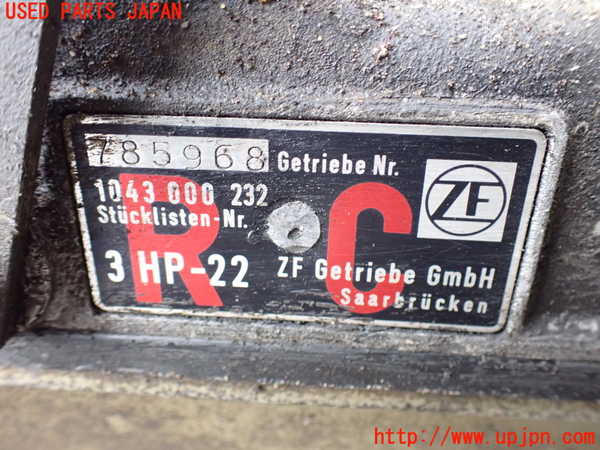 USED PARTS JAPAN
785968 Getriebe Nr.
1043 000 232
Stücklisten-Nr.
ZF
R C
3 HP-22 ZF Getriebe GmbH
Saarbrücken
http://www.upjpn.com/